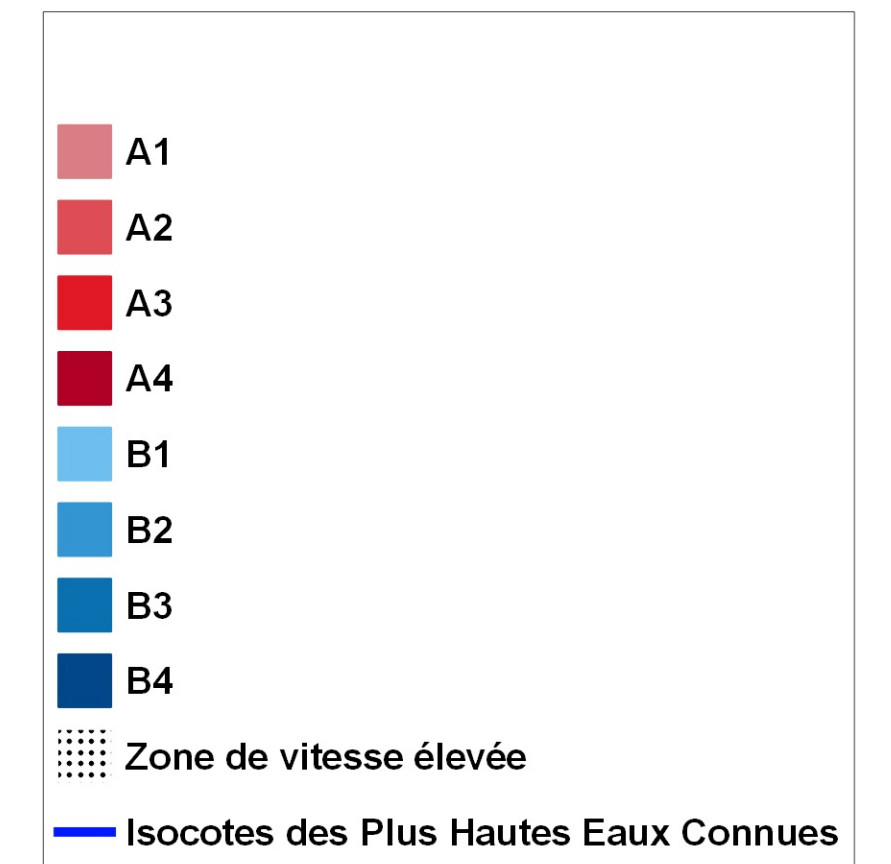 A1
A2
A3
A4
B1
B2
B3
B4
Zone de vitesse élevée
Isocotes des Plus Hautes Eaux Connues